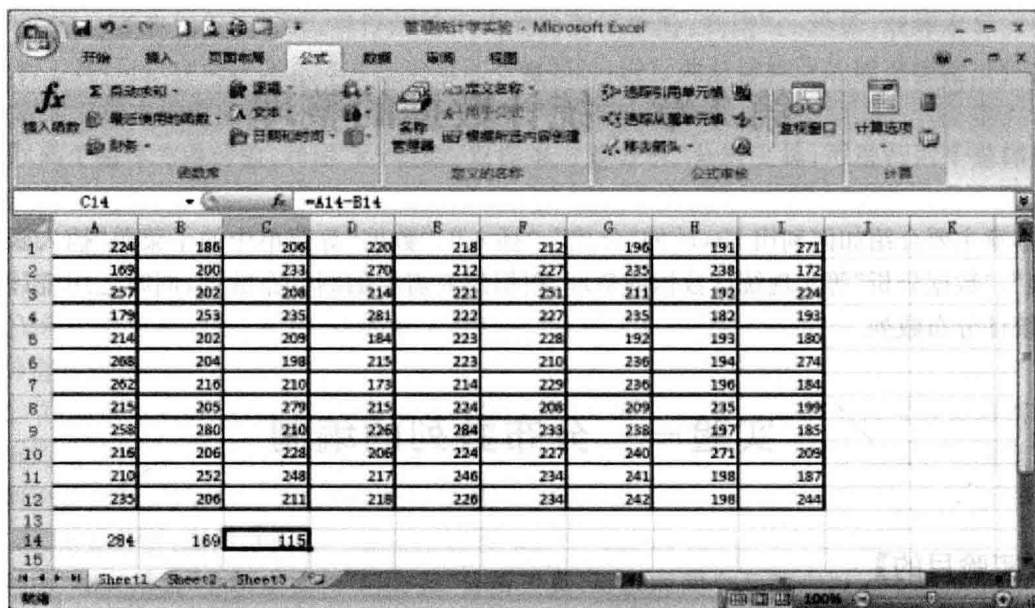 管理统计学实验 - Microsoft Excel
开始 插入 页面布局 公式 数据 审阅 视图
fx 插入函数
Σ 自动求和
最近使用的函数
财务
逻辑
文本
日期和时间
函数库
名称管理器
定义名称
用于公式
根据所选内容创建
定义的名称
追踪引用单元格
追踪从属单元格
移去箭头
公式审核
监视窗口
计算选项
计算
C14 fx =A14-B14
A B C D E F G H I J K
1 224 186 206 220 218 212 196 191 271
2 169 200 233 270 212 227 235 238 172
3 257 202 208 214 221 251 211 192 224
4 179 253 235 281 222 227 235 182 193
5 214 202 209 184 223 228 192 193 180
6 268 204 198 215 223 210 236 194 274
7 262 216 210 173 214 229 236 196 184
8 215 205 279 215 224 208 209 235 199
9 258 280 210 226 284 233 238 197 185
10 216 206 228 206 224 227 240 271 209
11 210 252 248 217 246 234 241 198 187
12 235 206 211 218 226 234 242 198 244
13
14 284 169 115
15
Sheet1 Sheet2 Sheet3
就绪 100%